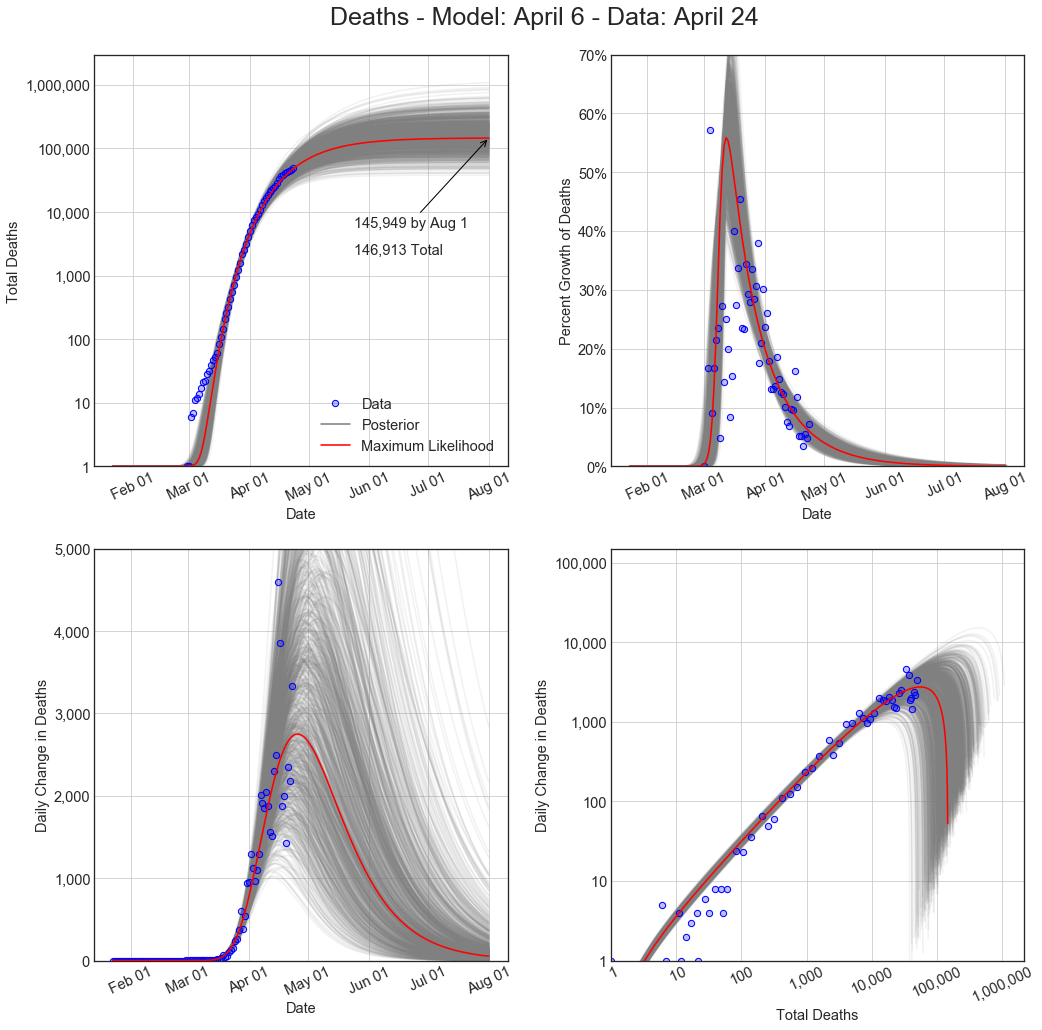 Deaths - Model: April 6 - Data: April 24
Total Deaths
1,000,000
100,000
10,000
1,000
100
10
1
145,949 by Aug 1
146,913 Total
Data
Posterior
Maximum Likelihood
Feb 01 Mar 01 Apr 01 May 01 Jun 01 Jul 01 Aug 01
Date
Percent Growth of Deaths
70%
60%
50%
40%
30%
20%
10%
0%
Feb 01 Mar 01 Apr 01 May 01 Jun 01 Jul 01 Aug 01
Date
Daily Change in Deaths
5,000
4,000
3,000
2,000
1,000
0
Feb 01 Mar 01 Apr 01 May 01 Jun 01 Jul 01 Aug 01
Date
Daily Change in Deaths
100,000
10,000
1,000
100
10
1
1 10 100 1,000 10,000 100,000 1,000,000
Total Deaths